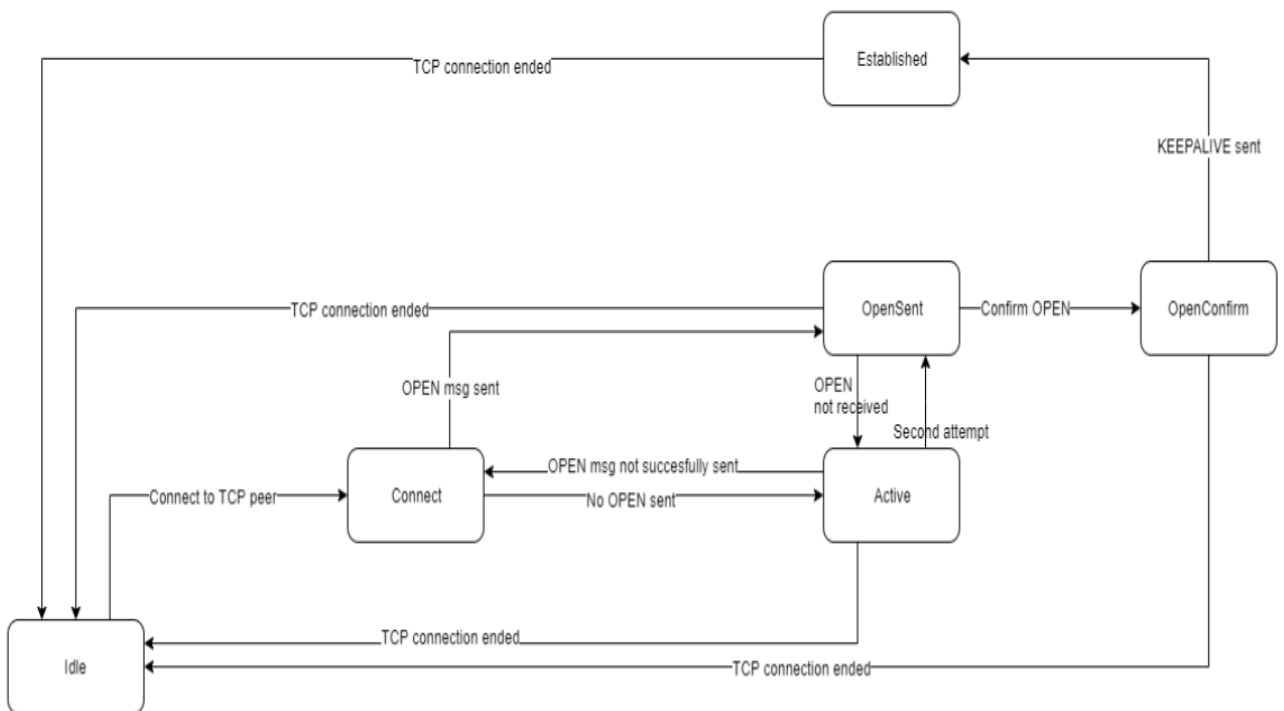 Established
TCP connection ended
KEEPALIVE sent
TCP connection ended
OpenSent
Confirm OPEN
OpenConfirm
OPEN msg sent
OPEN
not received
Second attempt
OPEN msg not succesfully sent
Connect to TCP peer
Connect
No OPEN sent
Active
TCP connection ended
Idle
TCP connection ended